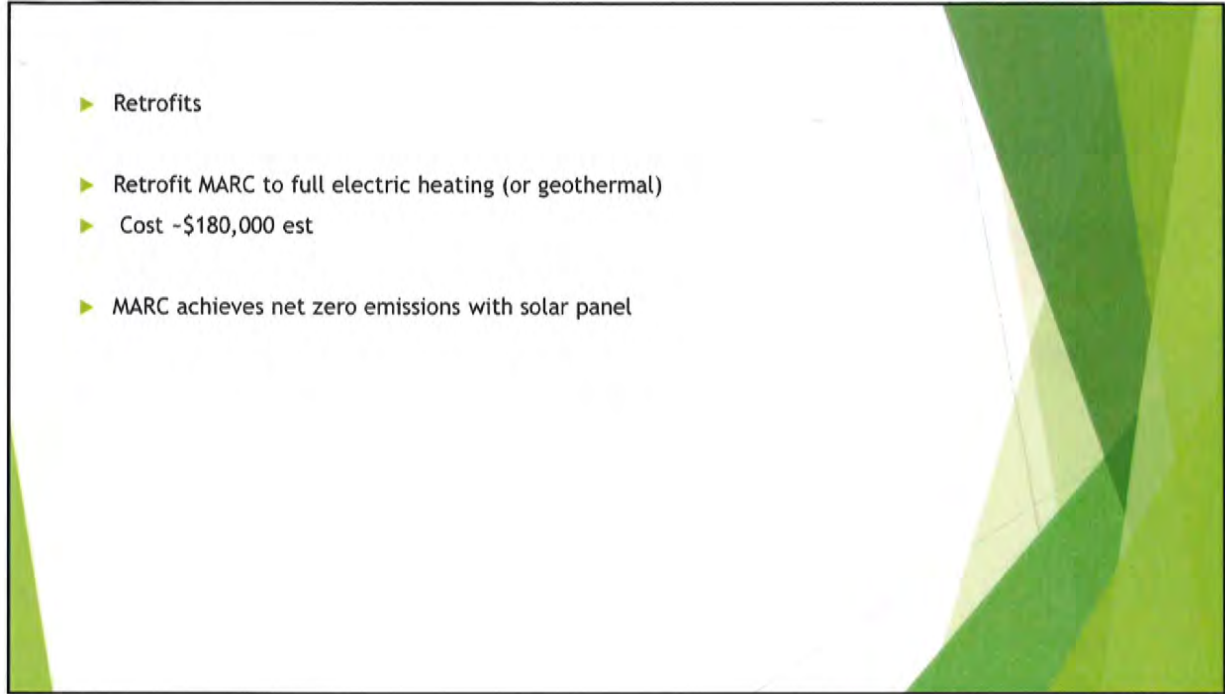 Retrofits
Retrofit MARC to full electric heating (or geothermal)
Cost ~$180,000 est
MARC achieves net zero emissions with solar panel